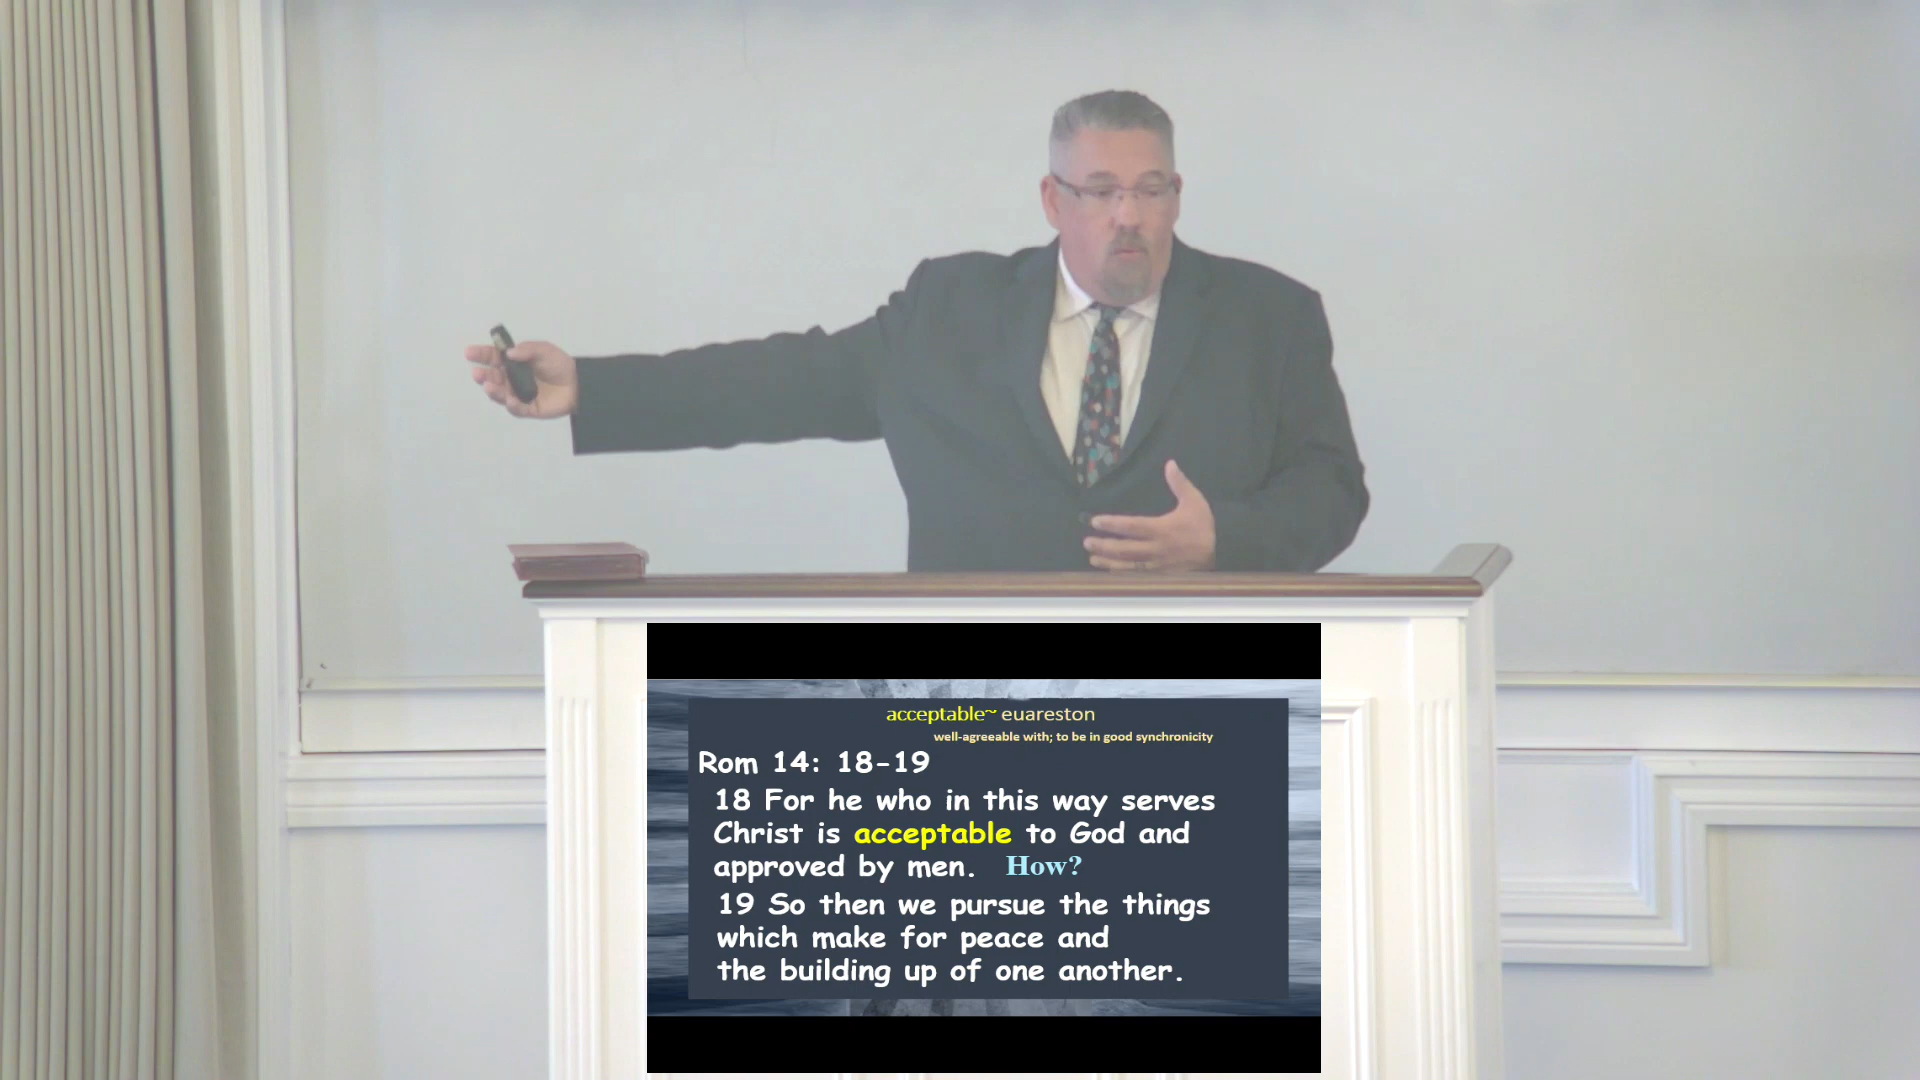 acceptable~ euareston
well-agreeable with; to be in good synchronicity
Rom 14: 18-19
18 For he who in this way serves
Christ is acceptable to God and
approved by men. How?
19 So then we pursue the things
which make for peace and
the building up of one another.